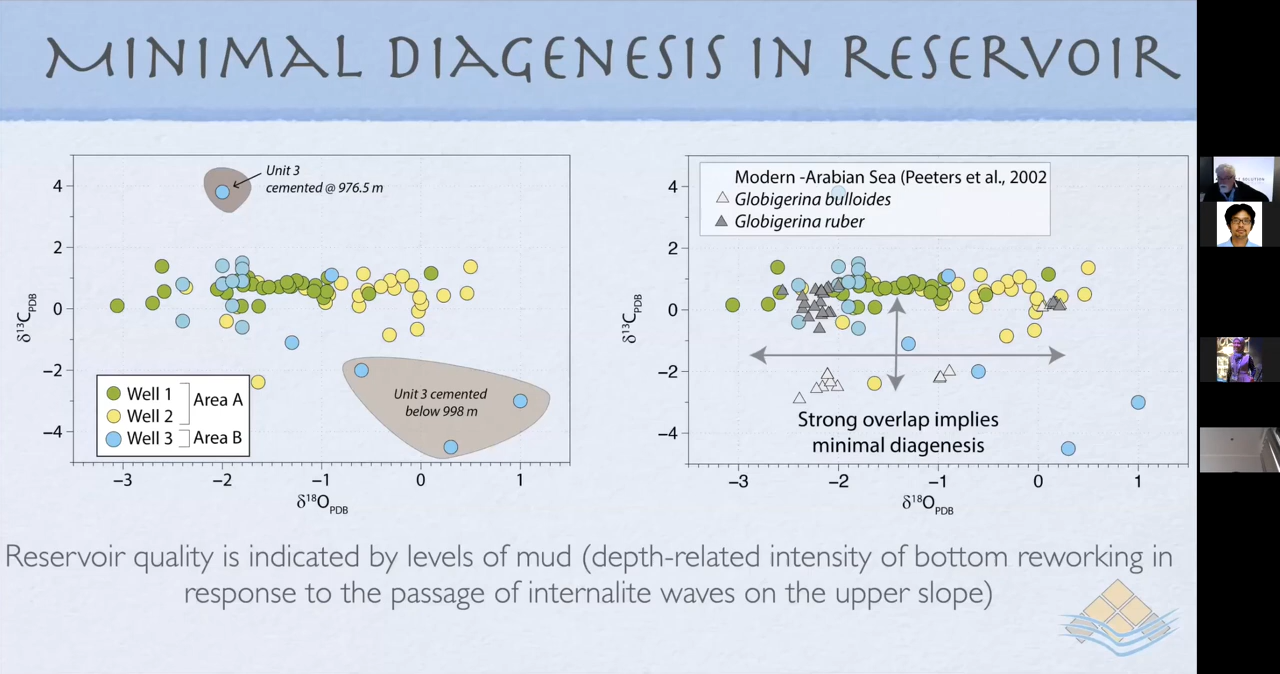 MINIMAL DIAGENESIS IN RESERVOIR
Unit 3
cemented @ 976.5 m
4
2
0
−2
−4
δ13CPDB
Unit 3 cemented
below 998 m
Well 1
Well 2
Area A
Well 3
Area B
−3
−2
−1
0
1
δ18OPDB
Modern -Arabian Sea (Peeters et al., 2002
Globigerina bulloides
Globigerina ruber
4
2
0
−2
−4
δ13CPDB
Strong overlap implies
minimal diagenesis
−3
−2
−1
0
1
δ18OPDB
Reservoir quality is indicated by levels of mud (depth-related intensity of bottom reworking in
response to the passage of internalite waves on the upper slope)